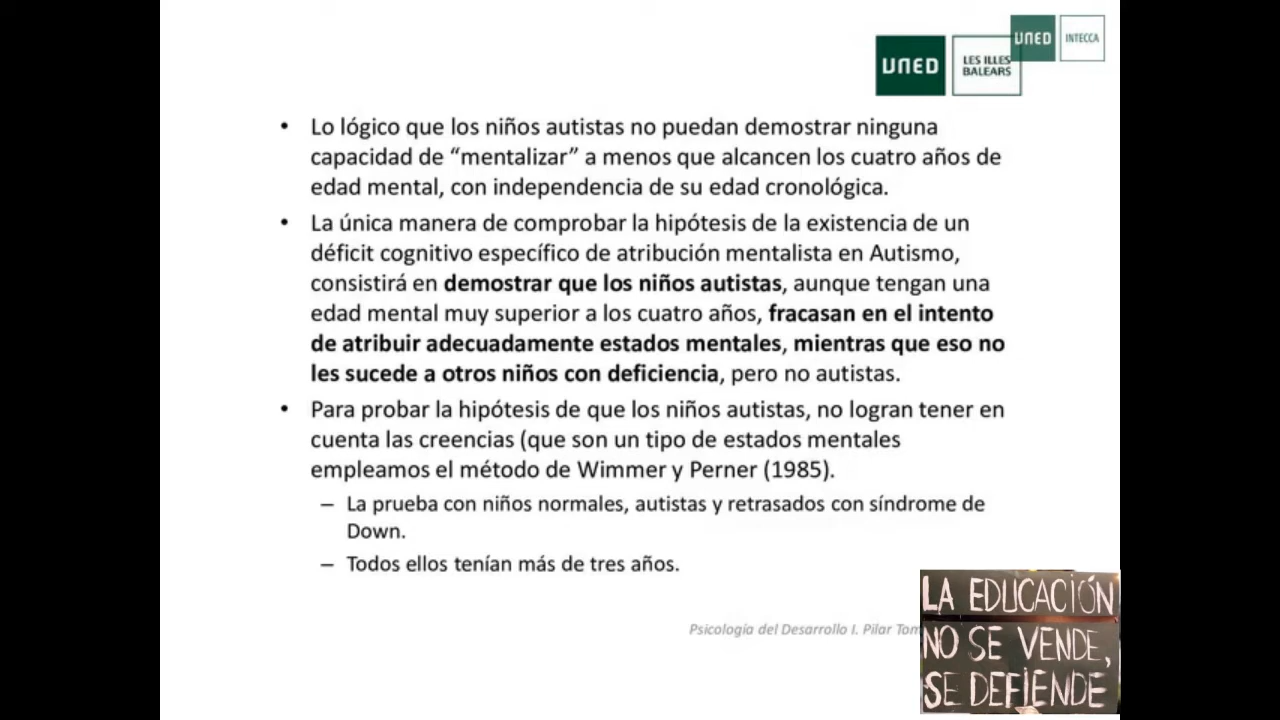 UNED
INTECCA
UNED
LES ILLES
BALEARS
• Lo lógico que los niños autistas no puedan demostrar ninguna
capacidad de “mentalizar” a menos que alcancen los cuatro años de
edad mental, con independencia de su edad cronológica.
• La única manera de comprobar la hipótesis de la existencia de un
déficit cognitivo específico de atribución mentalista en Autismo,
consistirá en demostrar que los niños autistas, aunque tengan una
edad mental muy superior a los cuatro años, fracasan en el intento
de atribuir adecuadamente estados mentales, mientras que eso no
les sucede a otros niños con deficiencia, pero no autistas.
• Para probar la hipótesis de que los niños autistas, no logran tener en
cuenta las creencias (que son un tipo de estados mentales
empleamos el método de Wimmer y Perner (1985).
– La prueba con niños normales, autistas y retrasados con síndrome de
Down.
– Todos ellos tenían más de tres años.
Psicología del Desarrollo I. Pilar
LA EDUCACIÓN
NO SE VENDE,
SE DEFIENDE